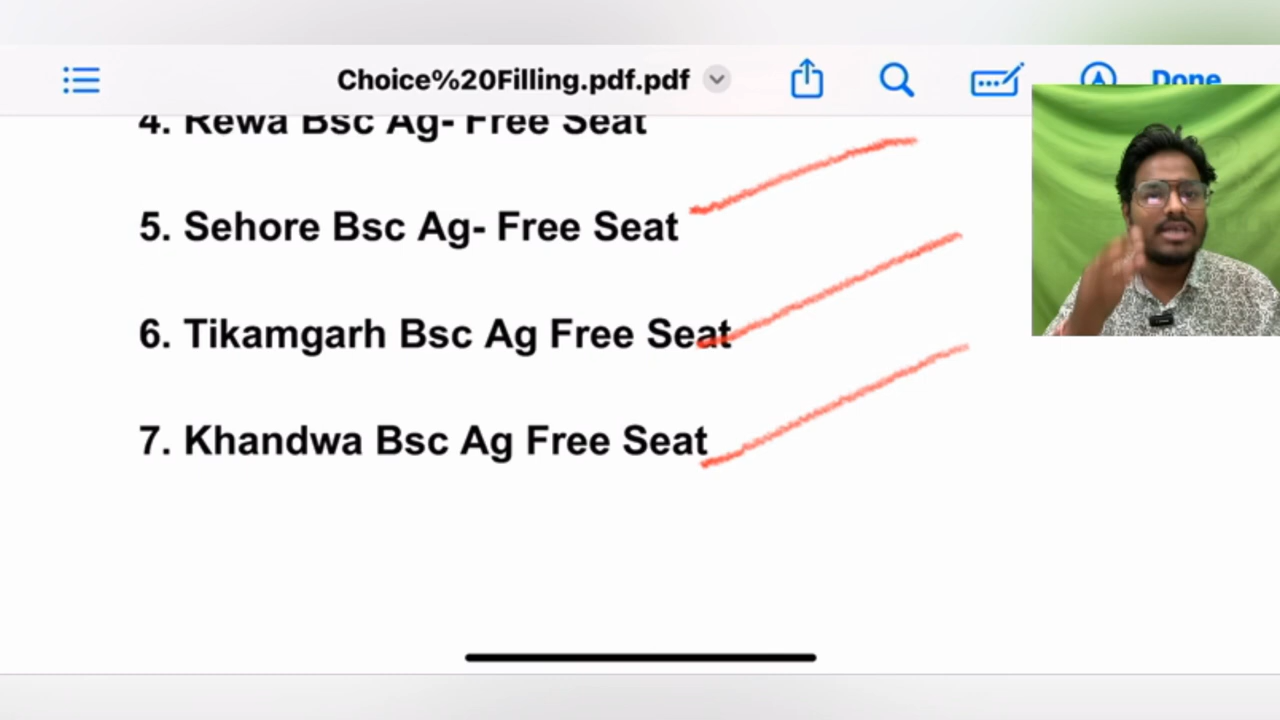 Choice%20Filling.pdf.pdf
Done
4. Rewa Bsc Ag- Free Seat
5. Sehore Bsc Ag- Free Seat
6. Tikamgarh Bsc Ag Free Seat
7. Khandwa Bsc Ag Free Seat